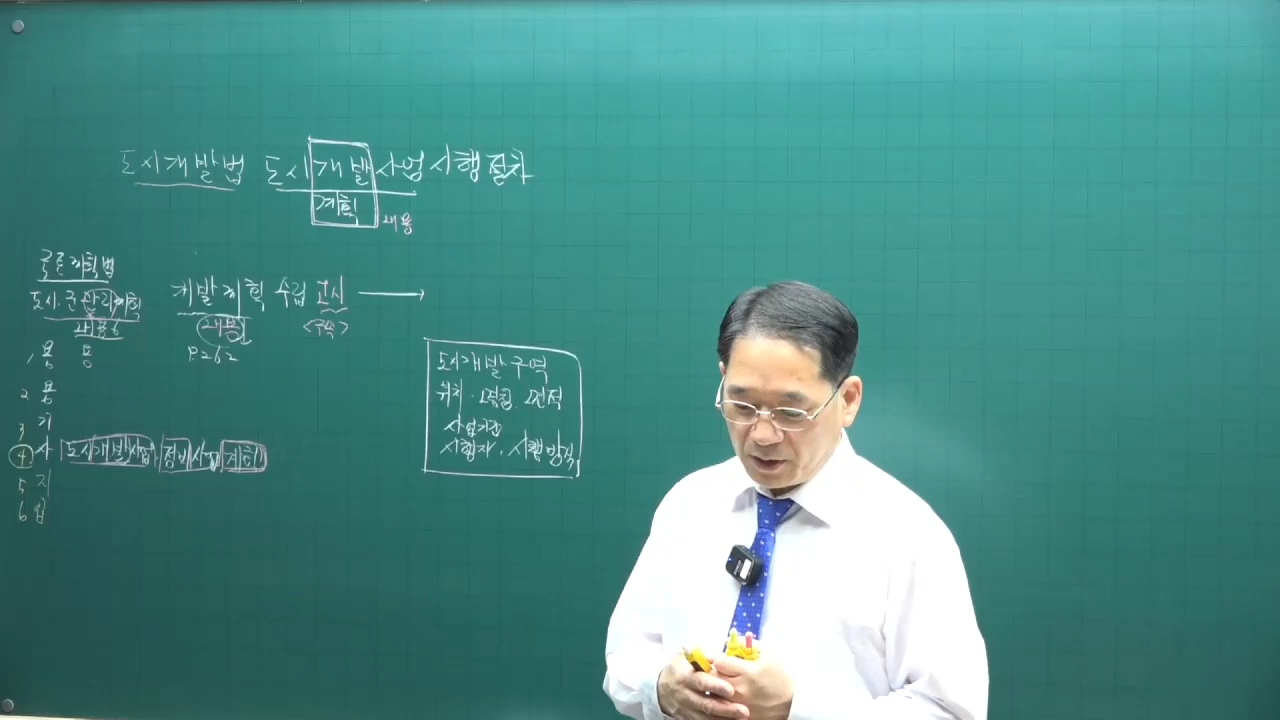 도시개발법 도시개발사업시행절차
계획 내용
국토계획법
도시·군관리계획
내용 6
개발계획 수립 고시
내용
<구속>
P.262
1. 용 용
2 용
3 기
4 사 도시개발사업, 정비사업 계획
5 지
6 입
도시개발구역
위치·명칭·면적
사업기간
시행자·시행방식